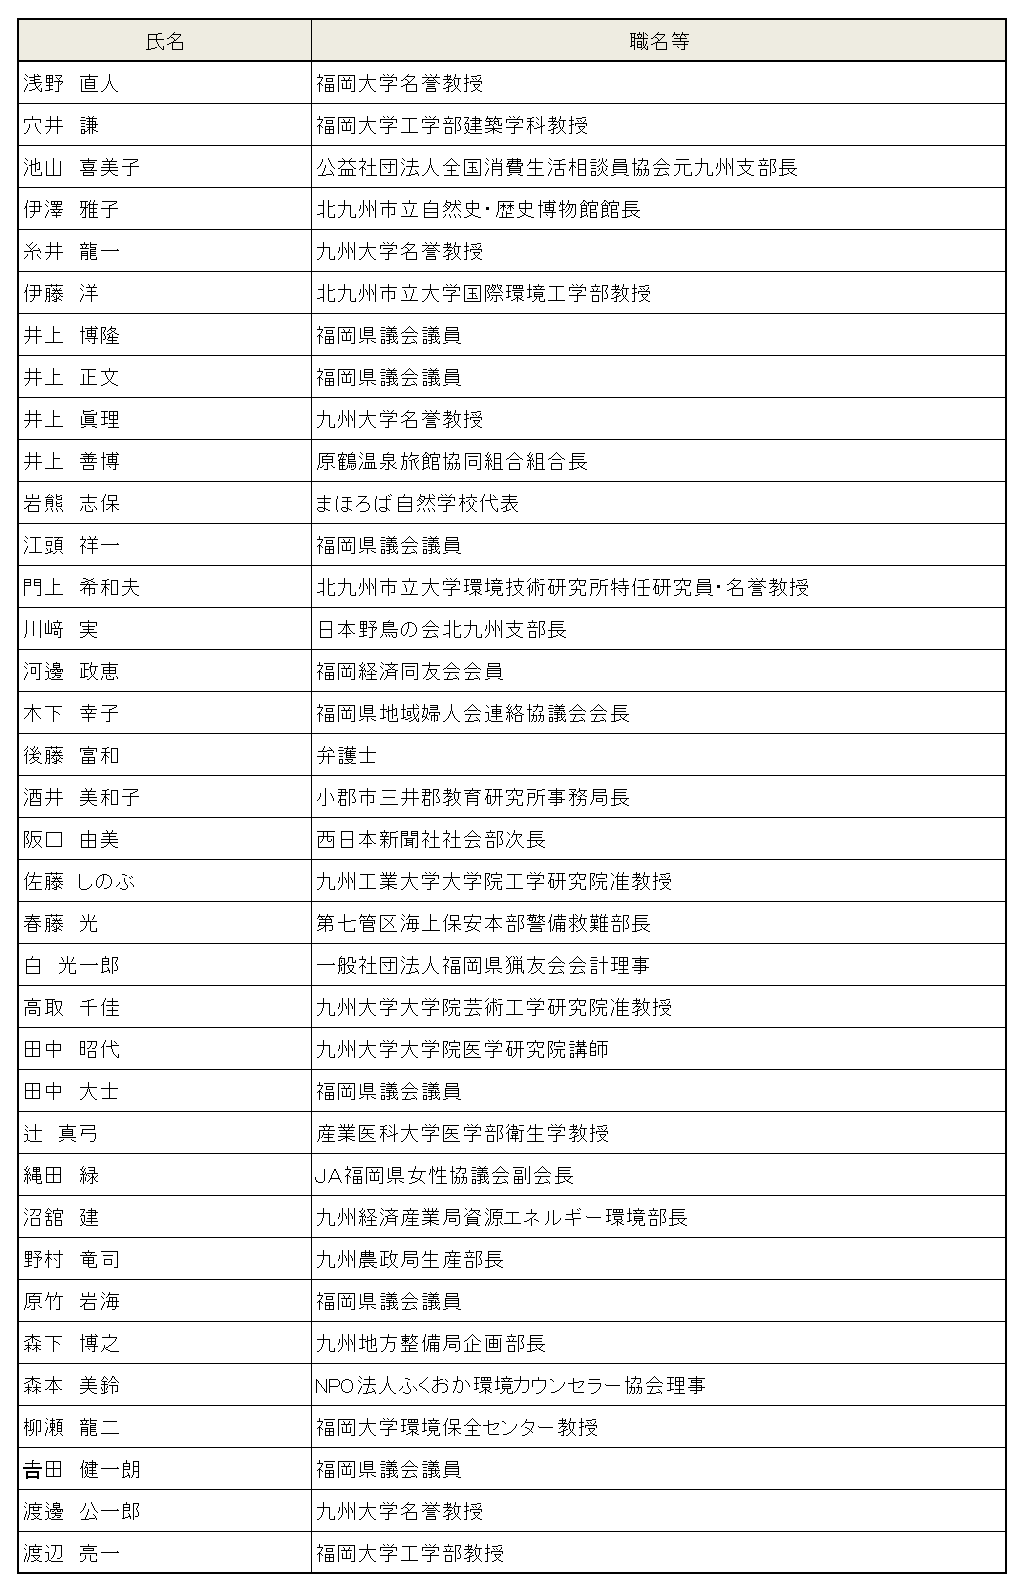 氏名 職名等
浅野　直人 福岡大学名誉教授
穴井　謙 福岡大学工学部建築学科教授
池山　喜美子 公益社団法人全国消費生活相談員協会元九州支部長
伊澤　雅子 北九州市立自然史・歴史博物館館長
糸井　龍一 九州大学名誉教授
伊藤　洋 北九州市立大学国際環境工学部教授
井上　博隆 福岡県議会議員
井上　正文 福岡県議会議員
井上　眞理 九州大学名誉教授
井上　善博 原鶴温泉旅館協同組合組合長
岩熊　志保 まほろば自然学校代表
江頭　祥一 福岡県議会議員
門上　希和夫 北九州市立大学環境技術研究所特任研究員・名誉教授
川﨑　実 日本野鳥の会北九州支部長
河邊　政恵 福岡経済同友会会員
木下　幸子 福岡県地域婦人会連絡協議会会長
後藤　富和 弁護士
酒井　美和子 小郡市三井郡教育研究所事務局長
阪口　由美 西日本新聞社社会部次長
佐藤 しのぶ 九州工業大学大学院工学研究院准教授
春藤　光 第七管区海上保安本部警備救難部長
白　光一郎 一般社団法人福岡県猟友会会計理事
高取　千佳 九州大学大学院芸術工学研究院准教授
田中　昭代 九州大学大学院医学研究院講師
田中　大士 福岡県議会議員
辻　真弓 産業医科大学医学部衛生学教授
縄田　緑 JA福岡県女性協議会副会長
沼舘　建 九州経済産業局資源エネルギー環境部長
野村　竜司 九州農政局生産部長
原竹　岩海 福岡県議会議員
森下　博之 九州地方整備局企画部長
森本　美鈴 NPO法人ふくおか環境カウンセラー協会理事
柳瀬　龍二 福岡大学環境保全センター教授
𠮷田　健一朗 福岡県議会議員
渡邊　公一郎 九州大学名誉教授
渡辺　亮一 福岡大学工学部教授